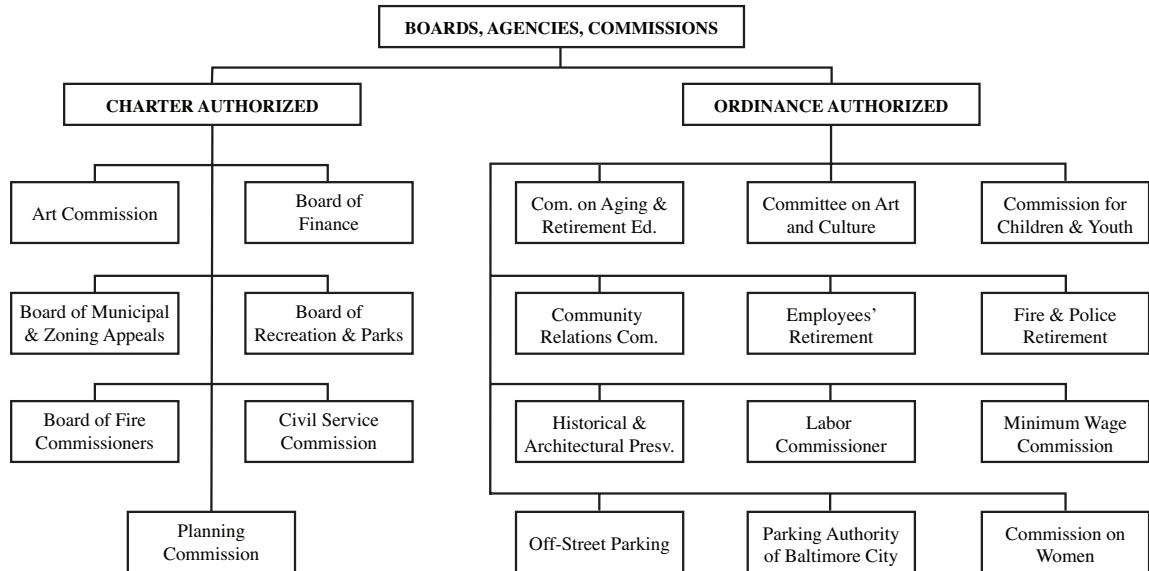 BOARDS, AGENCIES, COMMISSIONS
CHARTER AUTHORIZED
Art Commission
Board of
Finance
Board of Municipal
& Zoning Appeals
Board of
Recreation & Parks
Board of Fire
Commissioners
Civil Service
Commission
Planning
Commission
ORDINANCE AUTHORIZED
Com. on Aging &
Retirement Ed.
Committee on Art
and Culture
Commission for
Children & Youth
Community
Relations Com.
Employees’
Retirement
Fire & Police
Retirement
Historical &
Architectural Presv.
Labor
Commissioner
Minimum Wage
Commission
Off-Street Parking
Parking Authority
of Baltimore City
Commission on
Women